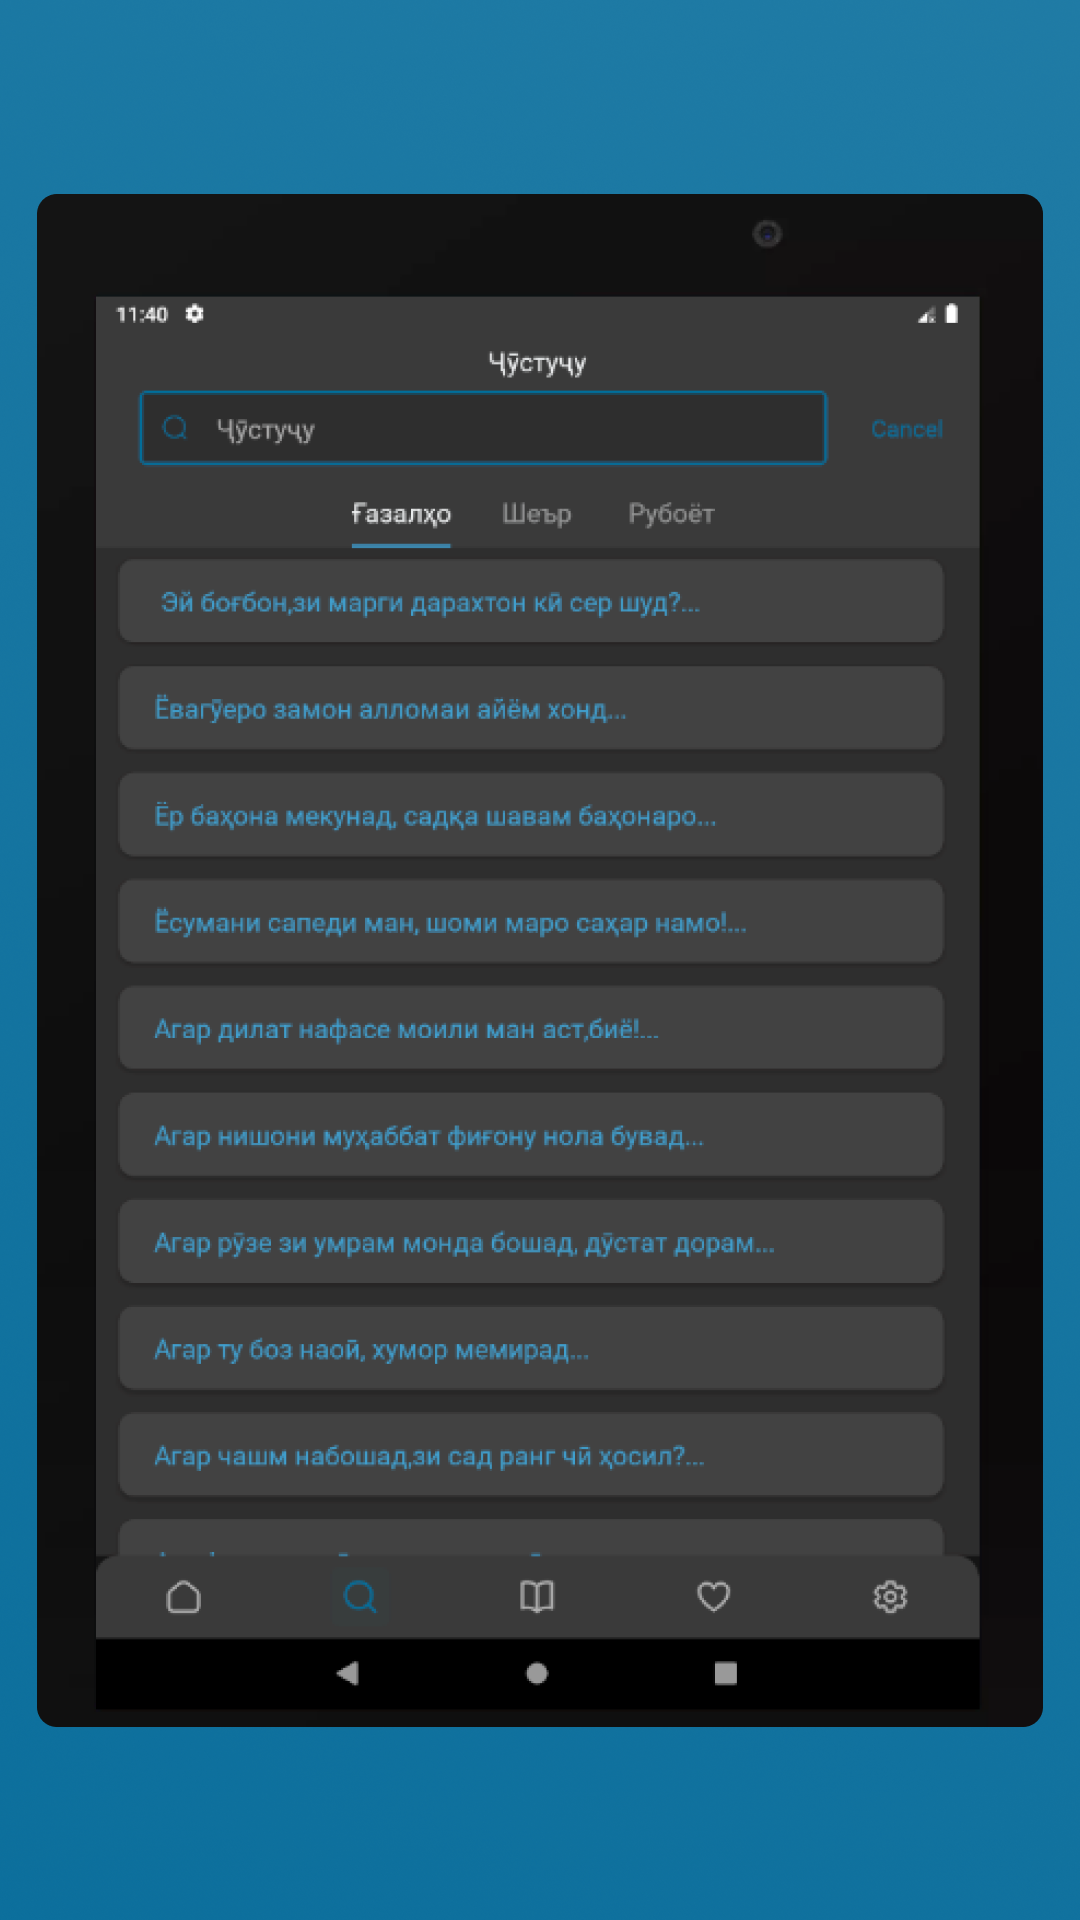 11:40
Ҷӯстуҷу
Ҷӯстуҷу
Cancel
Ғазалҳо Шеър Рубоёт
Эй боғбон,зи марги дарахтон кӣ сер шуд?...
Ёвагӯеро замон алломаи айём хонд...
Ёр баҳона мекунад, садқа шавам баҳонаро...
Ёсумани сапеди ман, шоми маро саҳар намо!...
Агар дилат нафасе моили ман аст,биё!...
Агар нишони муҳаббат фиғону нола бувад...
Агар рӯзе зи умрам монда бошад, дӯстат дорам...
Агар ту боз наоӣ, хумор мемирад...
Агар чашм набошад,зи сад ранг чӣ ҳосил?...